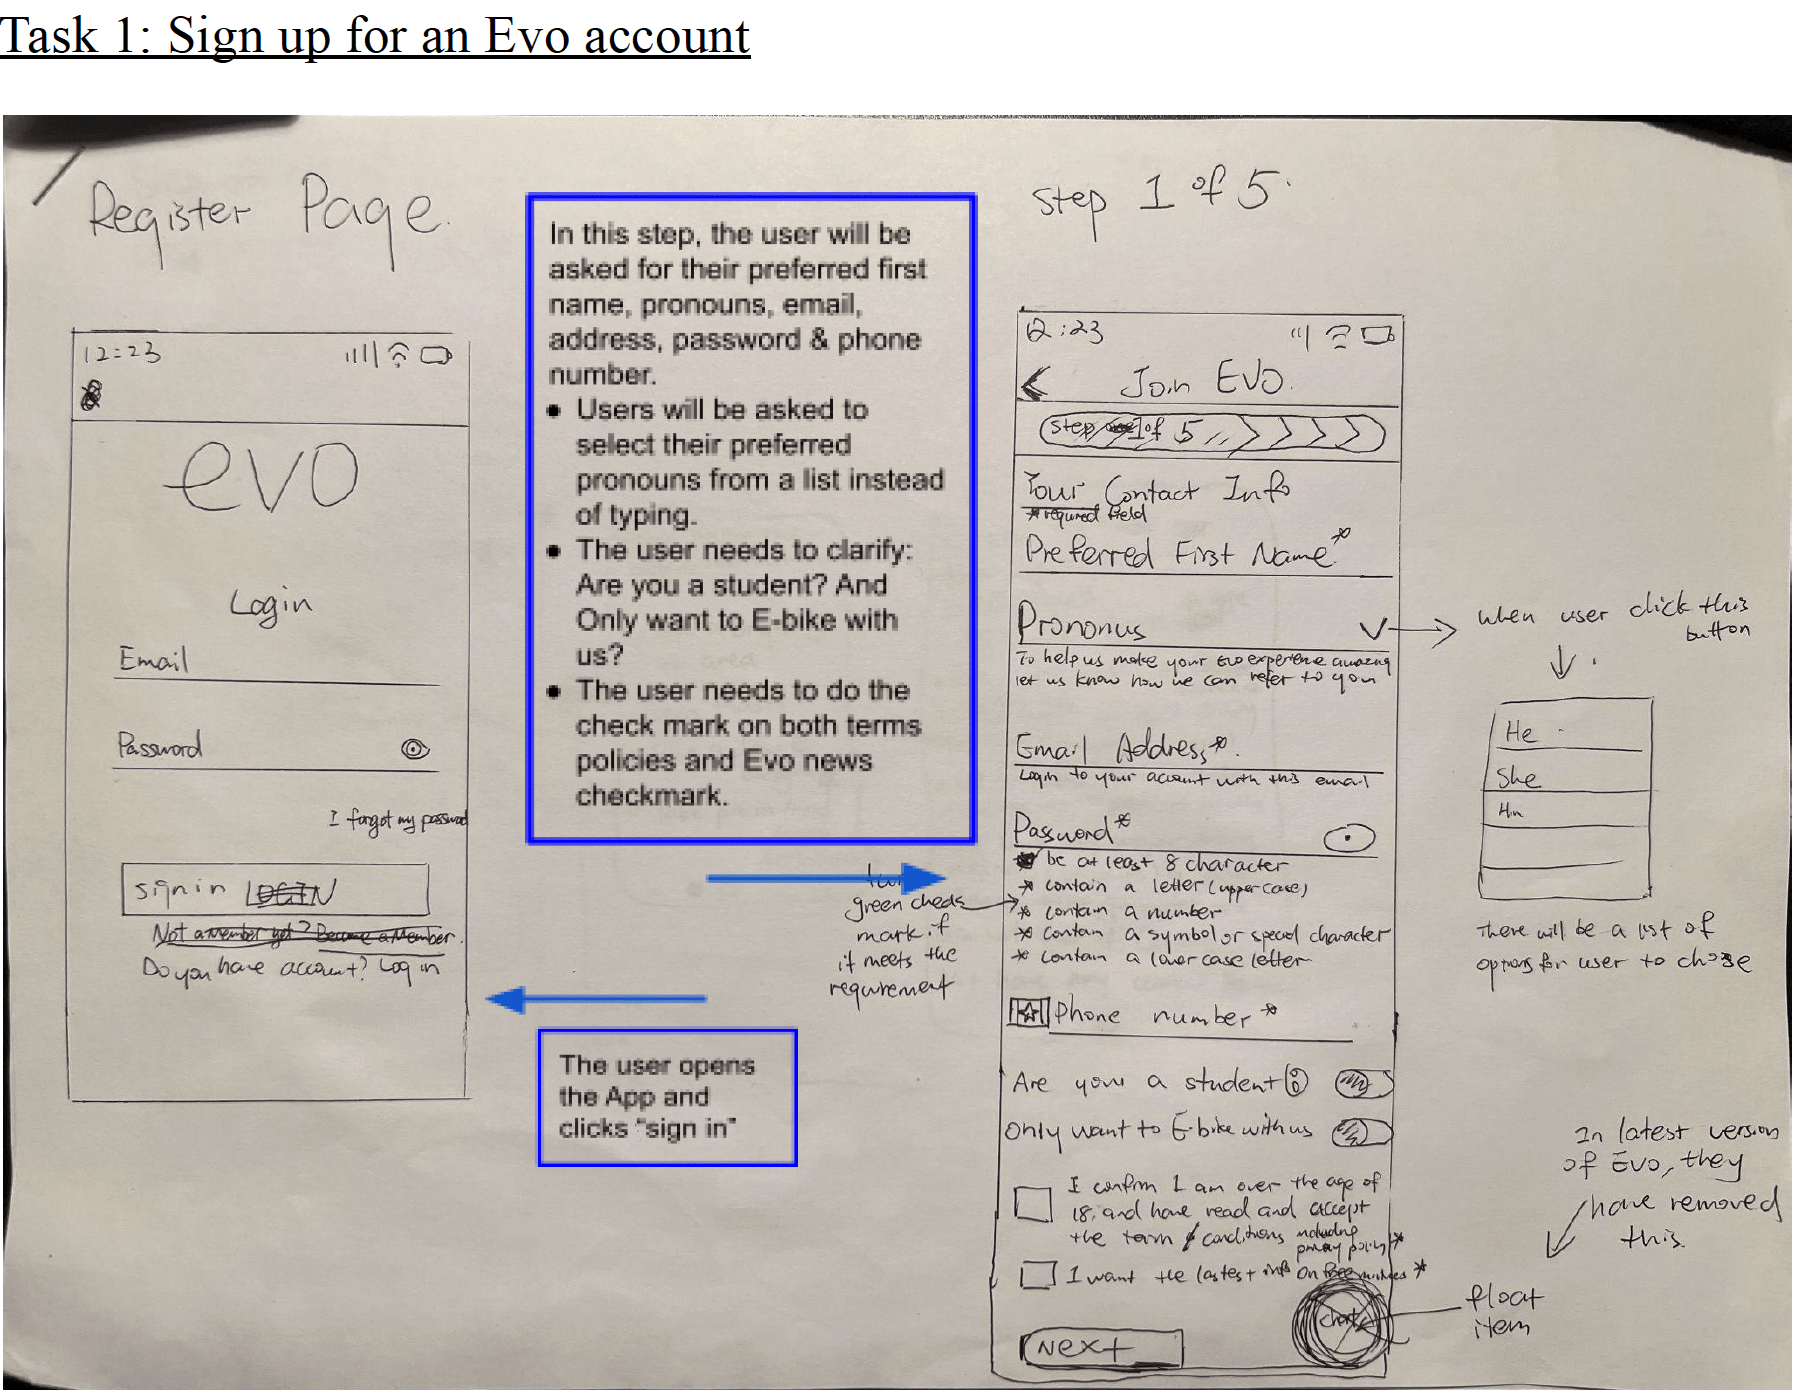 Task 1: Sign up for an Evo account
Register Page.
12:23
evo
Login
Email
Password
I forgot my password
sign in LOGIN
Not a member yet? Become a Member.
Do you have account? Log in
In this step, the user will be
asked for their preferred first
name, pronouns, email,
address, password & phone
number.
• Users will be asked to
select their preferred
pronouns from a list instead
of typing.
• The user needs to clarify:
Are you a student? And
Only want to E-bike with
us?
• The user needs to do the
check mark on both terms
policies and Evo news
checkmark.
The user opens
the App and
clicks "sign in"
green checks
mark if
it meets the
requirement
Step 1 of 5.
12:23
Join EVO.
Step 1 of 5
Your Contact Info
* required field
Preferred First Name*
Prononus
To help us make your Evo experience amazing
let us know how we can refer to you
Email Address*.
Login to your account with this email
Password*
be at least 8 character
* contain a letter (upper case)
* contain a number
* contain a symbol or special character
* contain a lower case letter
Phone number*
Are you a student
Only want to E-bike with us
I confirm I am over the age of
18, and have read and accept
the term & conditions including
privacy policy *
I want the lastest info on Evo *
Next
chat
when user click this
button
He
She
There will be a list of
options for user to choose
In latest version
of Evo, they
have removed
this.
float
item